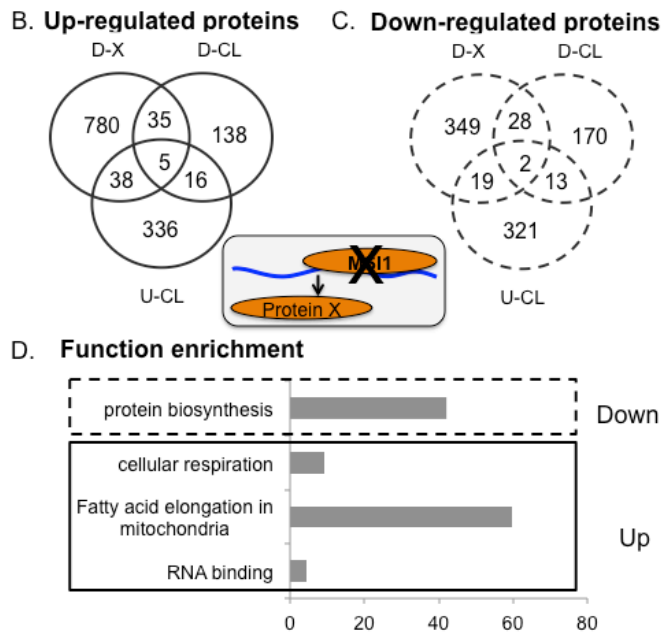 B. Up-regulated proteins
C. Down-regulated proteins
D-X
D-CL
D-X
D-CL
780
35
138
5
38
16
336
U-CL
349
28
170
2
19
13
321
U-CL
MSI1
Protein X
D. Function enrichment
protein biosynthesis
Down
cellular respiration
Fatty acid elongation in
mitochondria
Up
RNA binding
0
20
40
60
80